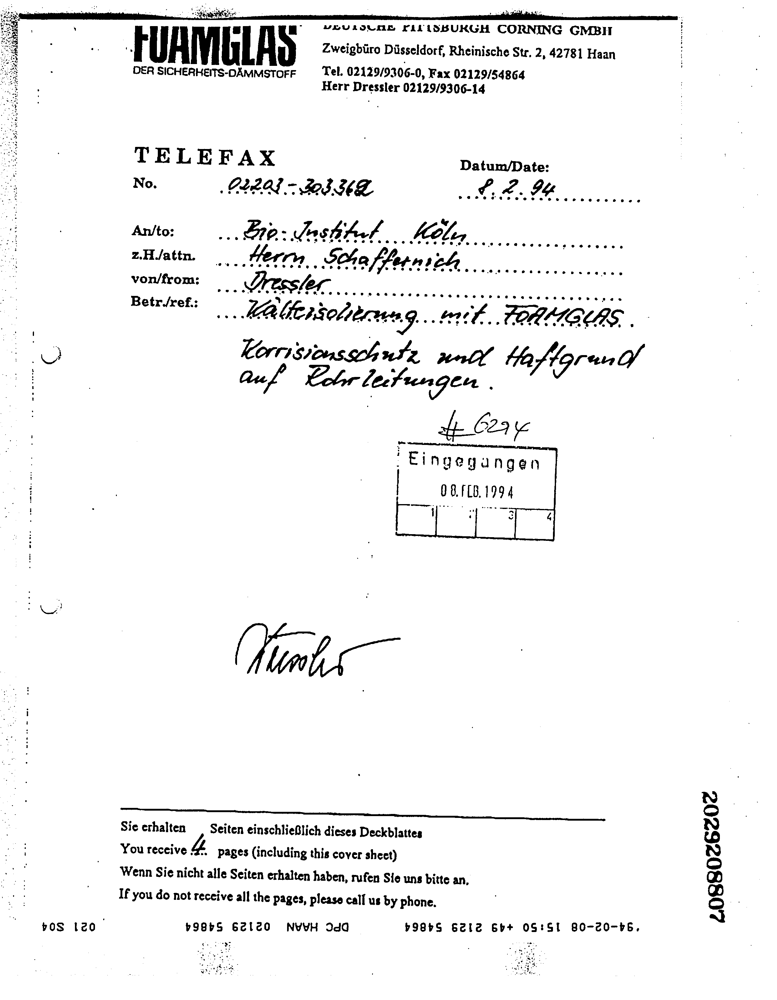 FOAMGLAS
DER SICHERHEITS-DÄMMSTOFF
DEUTSCHE PITTSBURGH CORNING GMBH
Zweigbüro Düsseldorf, Rheinische Str. 2, 42781 Haan
Tel. 02129/9306-0, Fax 02129/54864
Herr Dressler 02129/9306-14
TELEFAX
Datum/Date:
No. 02203-303362
8.2.94
An/to: Bio-Institut Köln
z.H./attn. Herrn Schaffernich
von/from: Dressler
Betr./ref.: Kälteisolierung mit FOAMGLAS.
Korrisionsschutz und Haftgrund
auf Rohrleitungen.
# 6294
Eingegangen
08.FEB.1994
1 2 3 4
Dressler
Sie erhalten Seiten einschließlich dieses Deckblattes
You receive 4. pages (including this cover sheet)
Wenn Sie nicht alle Seiten erhalten haben, rufen Sie uns bitte an.
If you do not receive all the pages, please call us by phone.
2029208807
'94-02-08 15:50 +49 2129 54864 DPC HAAN 02129 54864 021 S04